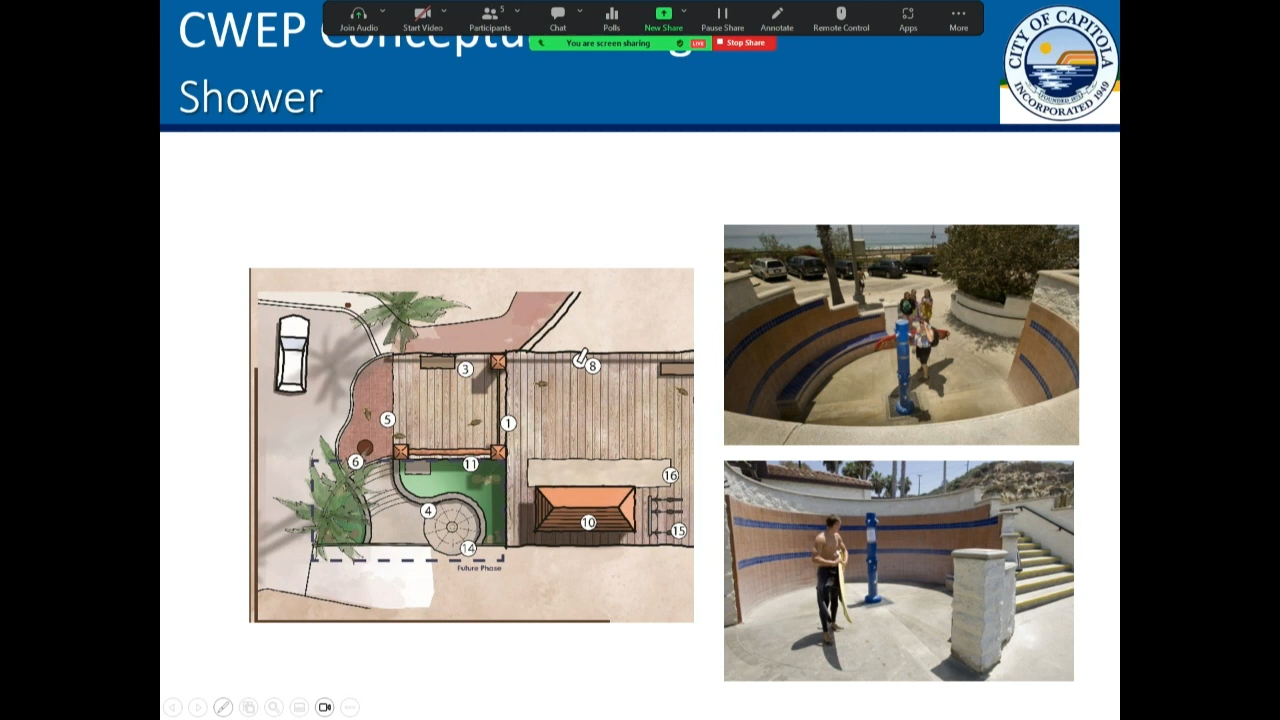 Join Audio
Start Video
Participants
5
Chat
Polls
New Share
Pause Share
Annotate
Remote Control
Apps
More
You are screen sharing
LIVE
Stop Share
CWEP
Shower
CITY OF CAPITOLA
INCORPORATED 1949
3
8
5
1
6
11
16
4
10
15
14
Future Phase